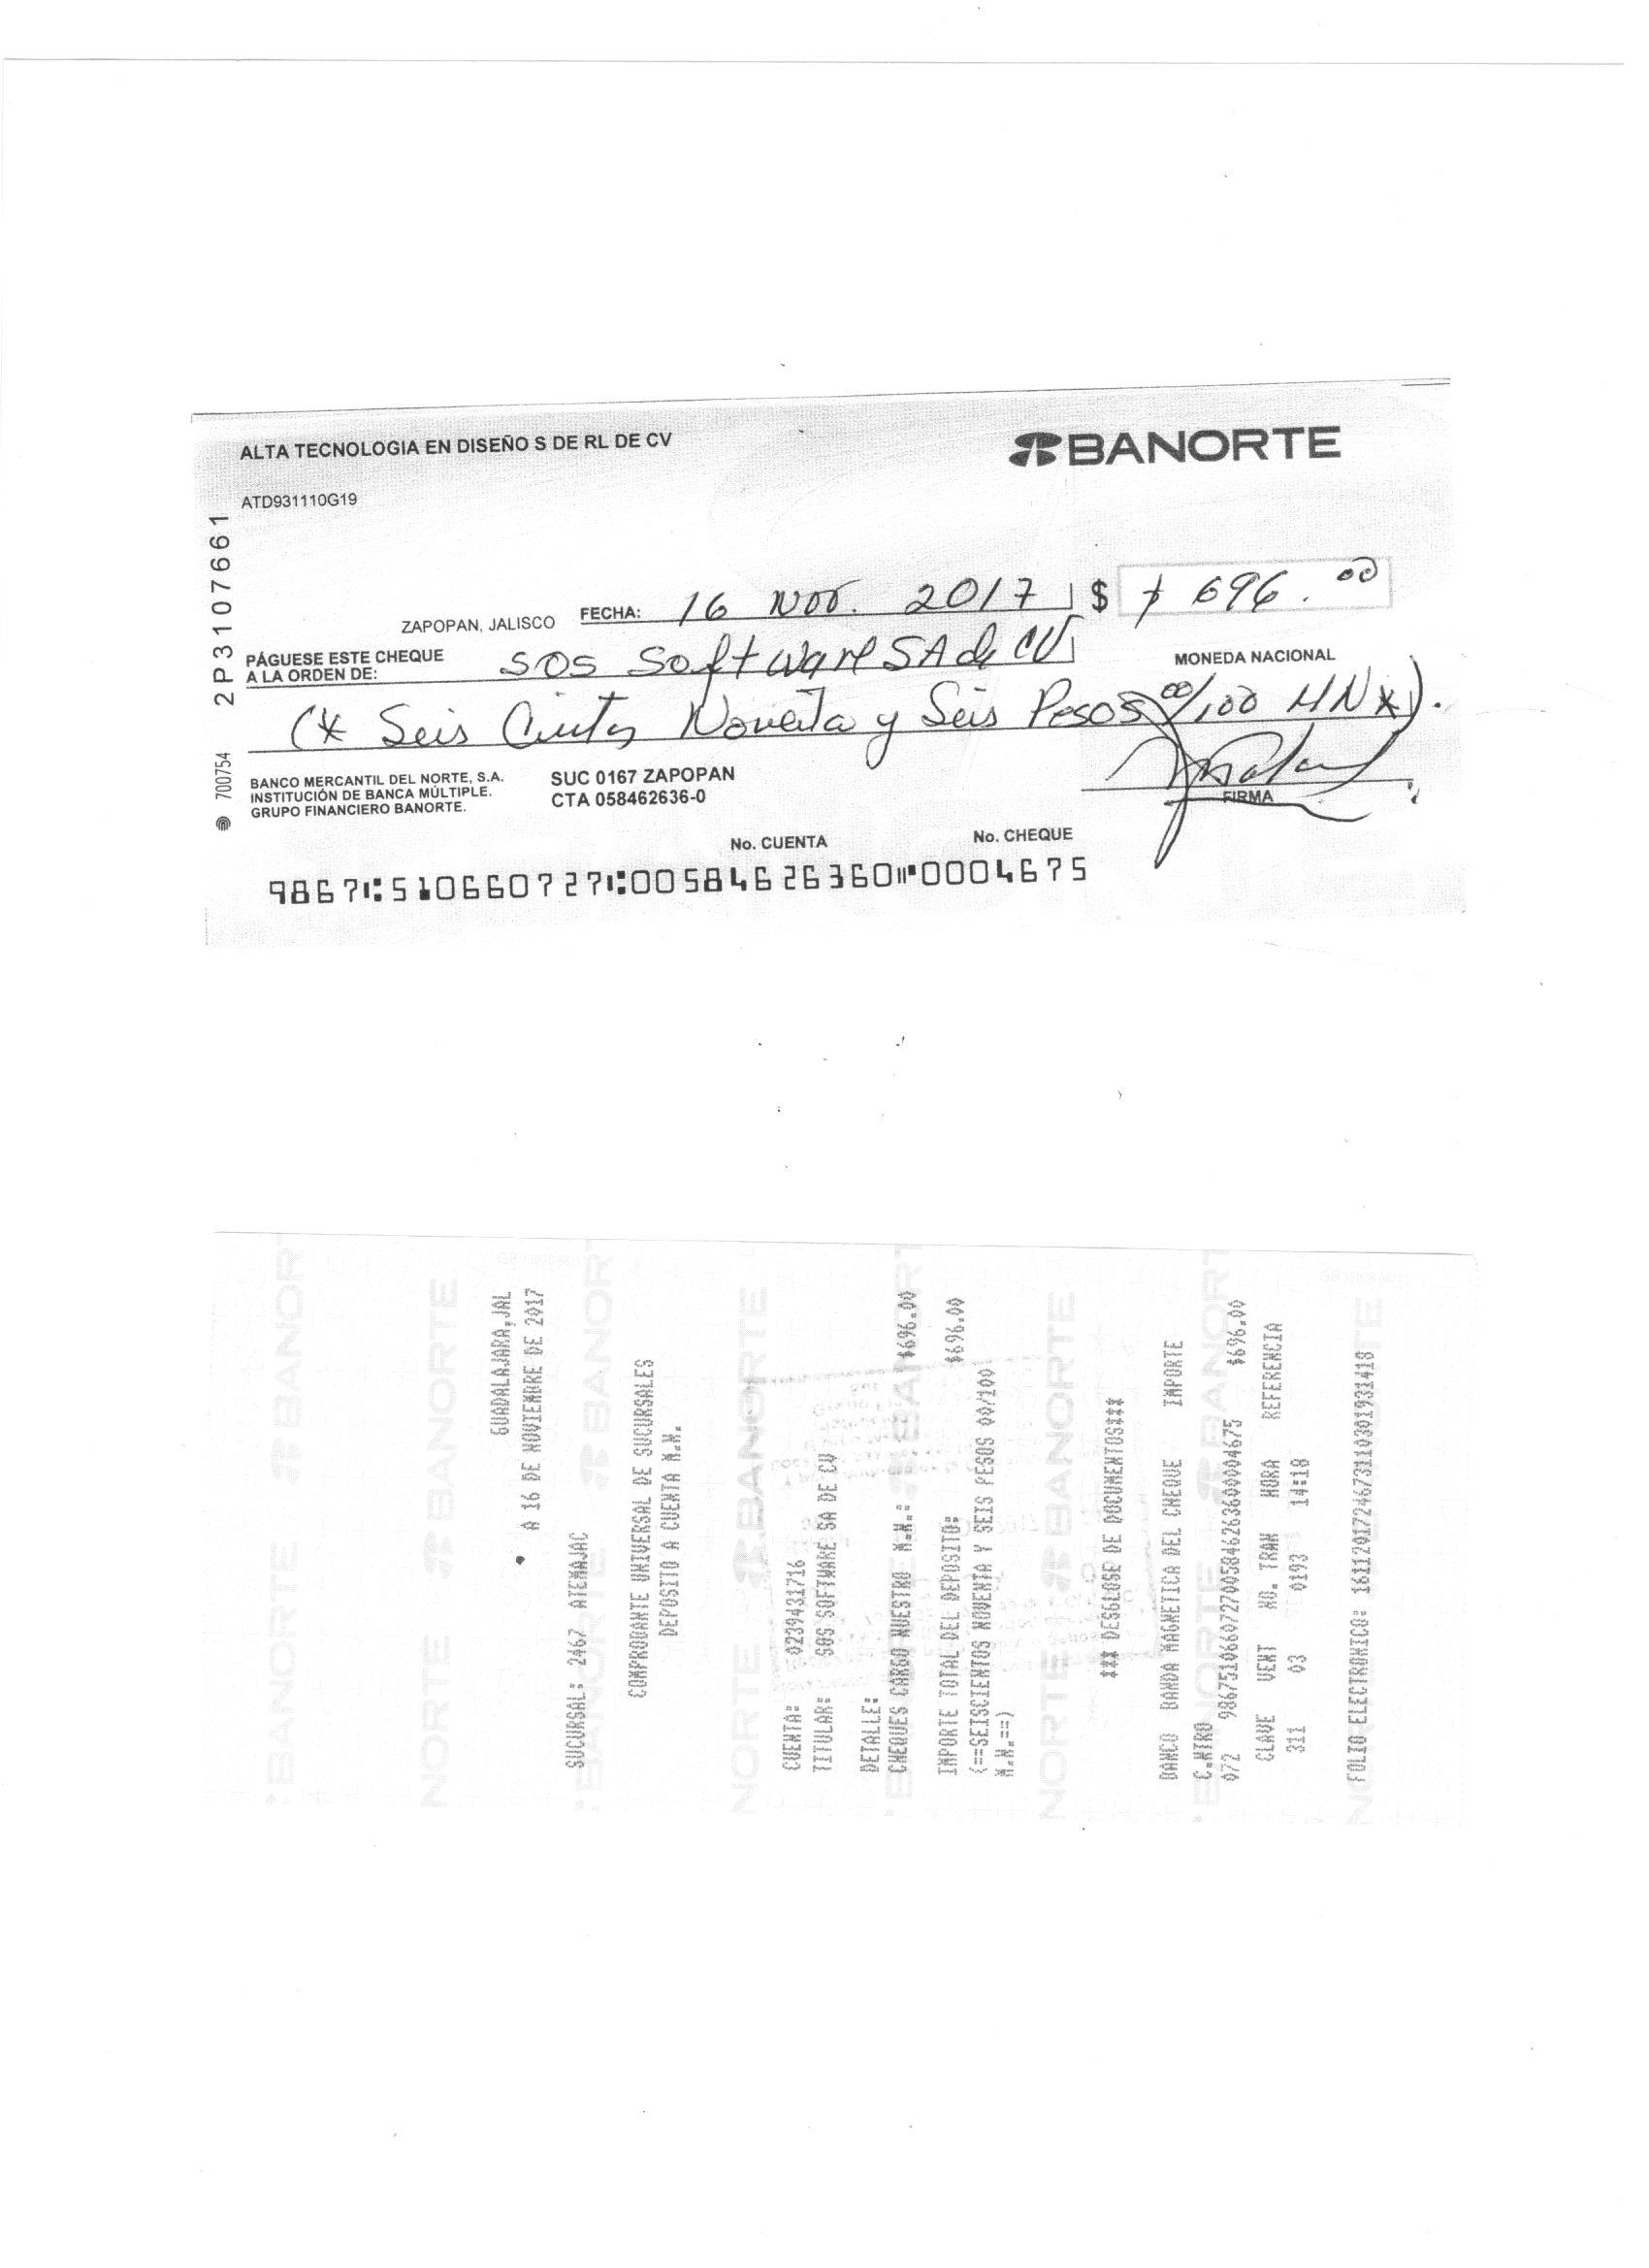 ALTA TECNOLOGIA EN DISEÑO S DE RL DE CV
BANORTE
ATD931110G19
2P3107661
700754
ZAPOPAN, JALISCO FECHA: 16 Nov. 2017 $ 696.00
PÁGUESE ESTE CHEQUE
A LA ORDEN DE: SOS Software SA de CV
MONEDA NACIONAL
(* Seis Cientos Noventa y Seis Pesos 00/100 MN *).
BANCO MERCANTIL DEL NORTE, S.A.
INSTITUCIÓN DE BANCA MÚLTIPLE.
GRUPO FINANCIERO BANORTE.
SUC 0167 ZAPOPAN
CTA 058462636-0
FIRMA
No. CUENTA No. CHEQUE
9867⑆510660727⑆00584626360⑈0004675
GUADALAJARA,JAL
A 16 DE NOVIEMBRE DE 2017
SUCURSAL: 2467 ATEMAJAC
COMPROBANTE UNIVERSAL DE SUCURSALES
DEPOSITO A CUENTA M.N.
CUENTA: 0239431716
TITULAR: SOS SOFTWARE SA DE CV
DETALLE:
CHEQUES CARGO NUESTRO M.N.: $696.00
IMPORTE TOTAL DEL DEPOSITO: $696.00
(==SEISCIENTOS NOVENTA Y SEIS PESOS 00/100
M.N.==)
*** DESGLOSE DE DOCUMENTOS***
BANCO BANDA MAGNETICA DEL CHEQUE IMPORTE
C.NTRO
072 9867510660727005846263600004675 $696.00
CLAVE VENT NO. TRAN HORA REFERENCIA
311 03 0193 14:18
FOLIO ELECTRONICO: 1611201724673110301931418
BANORTE